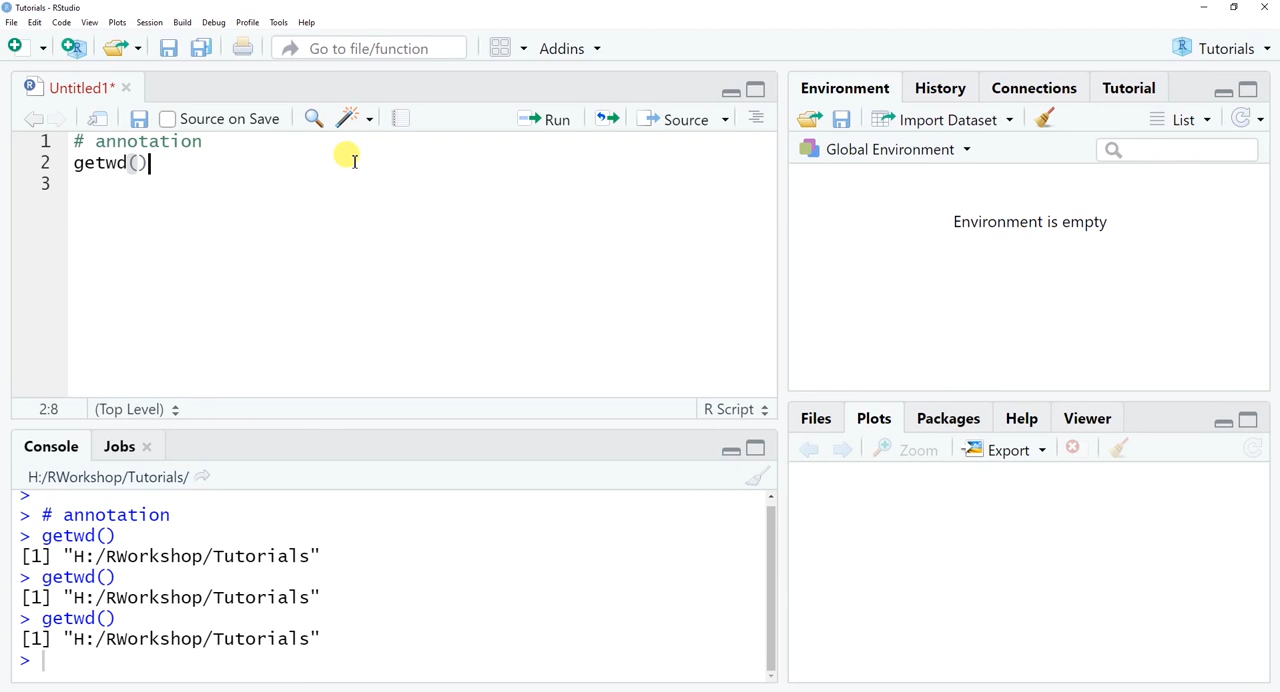 Tutorials - RStudio
File Edit Code View Plots Session Build Debug Profile Tools Help
Go to file/function Addins Tutorials
Untitled1*
Source on Save Run Source
1 # annotation
2 getwd()
3
2:8 (Top Level) R Script
Console Jobs
H:/RWorkshop/Tutorials/
>
> # annotation
> getwd()
[1] "H:/RWorkshop/Tutorials"
> getwd()
[1] "H:/RWorkshop/Tutorials"
> getwd()
[1] "H:/RWorkshop/Tutorials"
>
Environment History Connections Tutorial
Import Dataset List
Global Environment
Environment is empty
Files Plots Packages Help Viewer
Zoom Export